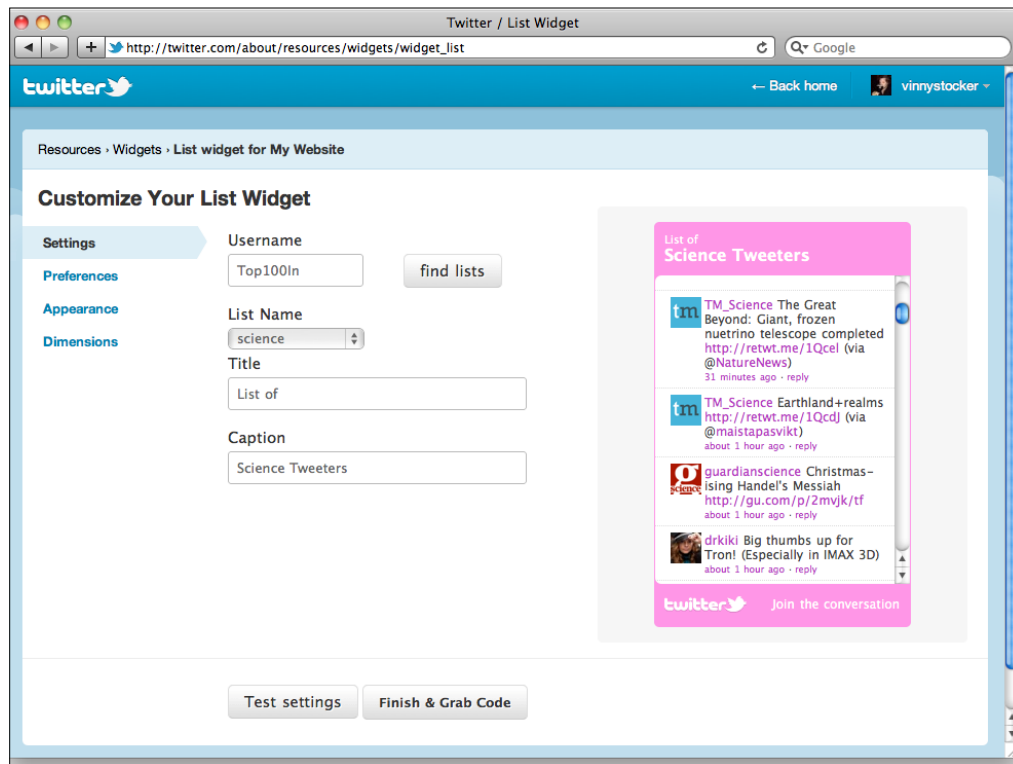 Twitter / List Widget
http://twitter.com/about/resources/widgets/widget_list
Google
twitter
← Back home
vinnystocker
Resources › Widgets › List widget for My Website
Customize Your List Widget
Settings
Preferences
Appearance
Dimensions
Username
Top100In
find lists
List Name
science
Title
List of
Caption
Science Tweeters
Test settings
Finish & Grab Code
List of
Science Tweeters
tm
TM_Science The Great
Beyond: Giant, frozen
nuetrino telescope completed
http://retwt.me/1Qcel (via
@NatureNews)
31 minutes ago · reply
tm
TM_Science Earthland+realms
http://retwt.me/1QcdJ (via
@maistapasvikt)
about 1 hour ago · reply
g
science
guardianscience Christmas-
ising Handel's Messiah
http://gu.com/p/2mvjk/tf
about 1 hour ago · reply
drkiki Big thumbs up for
Tron! (Especially in IMAX 3D)
about 1 hour ago · reply
twitter
Join the conversation